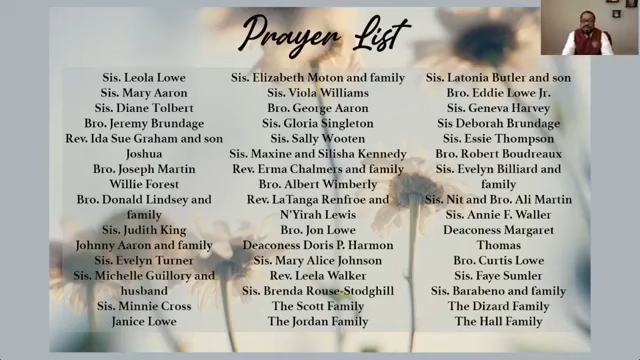 Prayer List
Sis. Leola Lowe
Sis. Mary Aaron
Sis. Diane Tolbert
Bro. Jeremy Brundage
Rev. Ida Sue Graham and son
Joshua
Bro. Joseph Martin
Willie Forest
Bro. Donald Lindsey and
family
Sis. Judith King
Johnny Aaron and family
Sis. Evelyn Turner
Sis. Michelle Guillory and
husband
Sis. Minnie Cross
Janice Lowe
Sis. Elizabeth Moton and family
Sis. Viola Williams
Bro. George Aaron
Sis. Gloria Singleton
Sis. Sally Wooten
Sis. Maxine and Silisha Kennedy
Rev. Erma Chalmers and family
Bro. Albert Wimberly
Rev. LaTanga Renfroe and
N'Yirah Lewis
Bro. Jon Lowe
Deaconess Doris P. Harmon
Sis. Mary Alice Johnson
Rev. Leela Walker
Sis. Brenda Rouse-Stodghill
The Scott Family
The Jordan Family
Sis. Latonia Butler and son
Bro. Eddie Lowe Jr.
Sis. Geneva Harvey
Sis Deborah Brundage
Sis. Essie Thompson
Bro. Robert Boudreaux
Sis. Evelyn Billiard and
family
Sis. Nit and Bro. Ali Martin
Sis. Annie F. Waller
Deaconess Margaret
Thomas
Bro. Curtis Lowe
Sis. Faye Sumler
Sis. Barabeno and family
The Dizard Family
The Hall Family